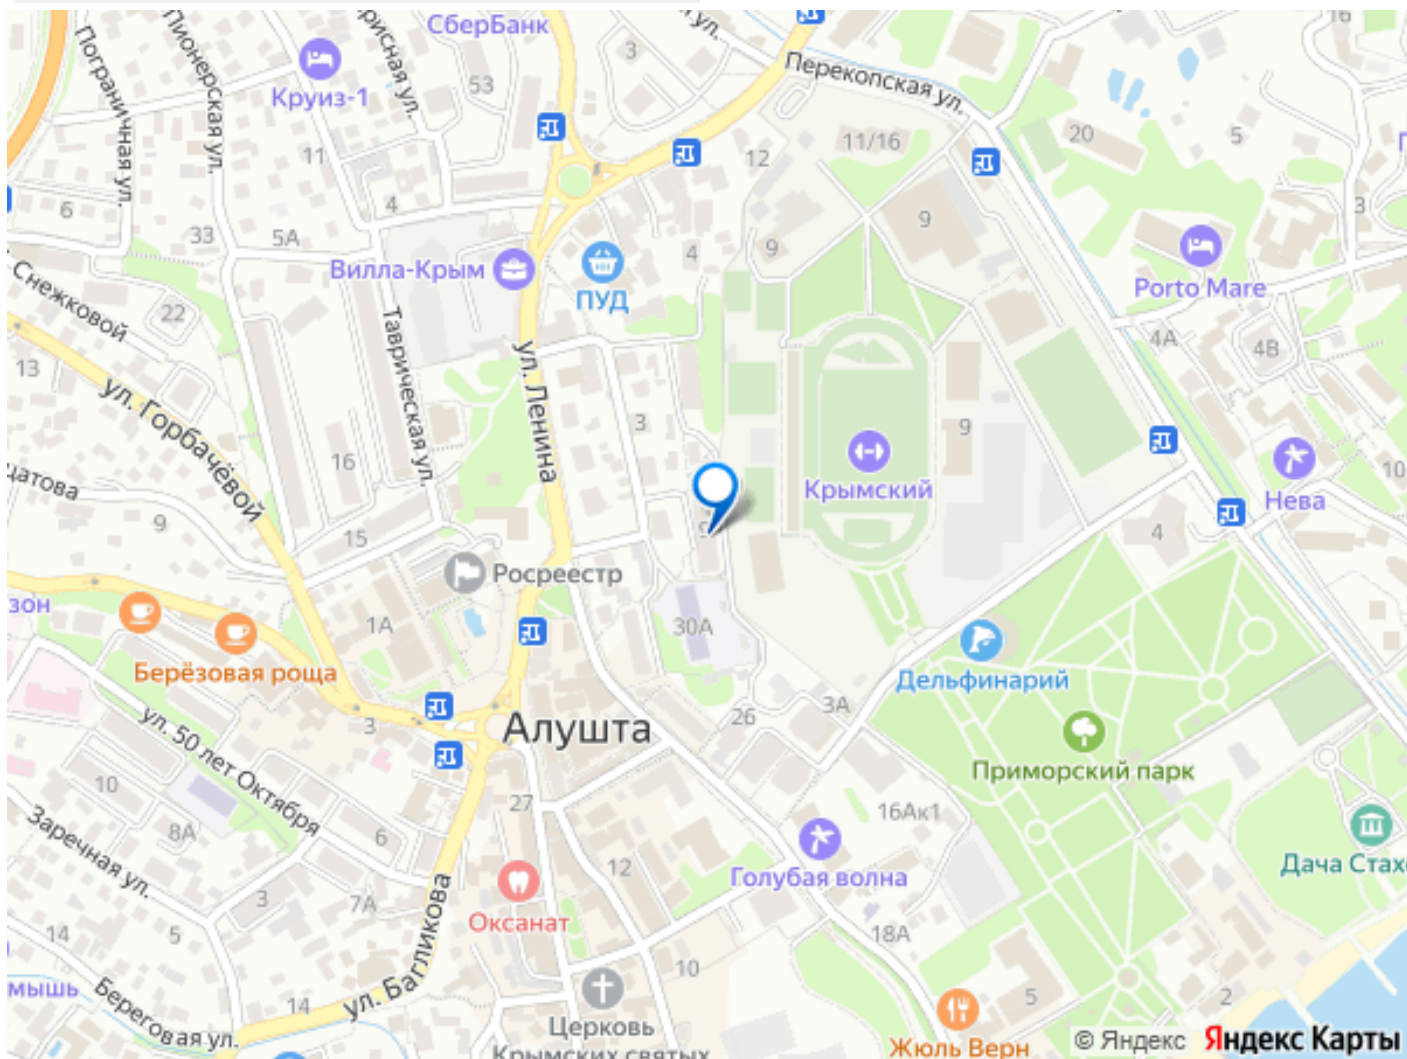 СберБанк
3
Перекопская ул.
16
Пограничная ул.
Пионерская ул.
Круиз-1
53
11
12
11/16
20
5
6
4
33
5А
9
9
3
Вилла-Крым
ПУД
4
Porto Mare
Снежковой
22
Таврическая ул.
4А
4В
13
ул. Ленина
ул. Горбачёвой
3
9
16
Крымский
Нева
10
9
15
4
Росреестр
1А
30А
Берёзовая роща
Дельфинарий
ул. 50 лет Октября
3
Алушта
26
3А
Приморский парк
10
8А
27
16Ак1
Заречная ул.
6
12
Голубая волна
3
7А
Оксанат
14
5
18А
ул. Багликова
10
Береговая ул.
14
Церковь
Крымских святых
5
2
Жюль Верн
© Яндекс
Яндекс Карты